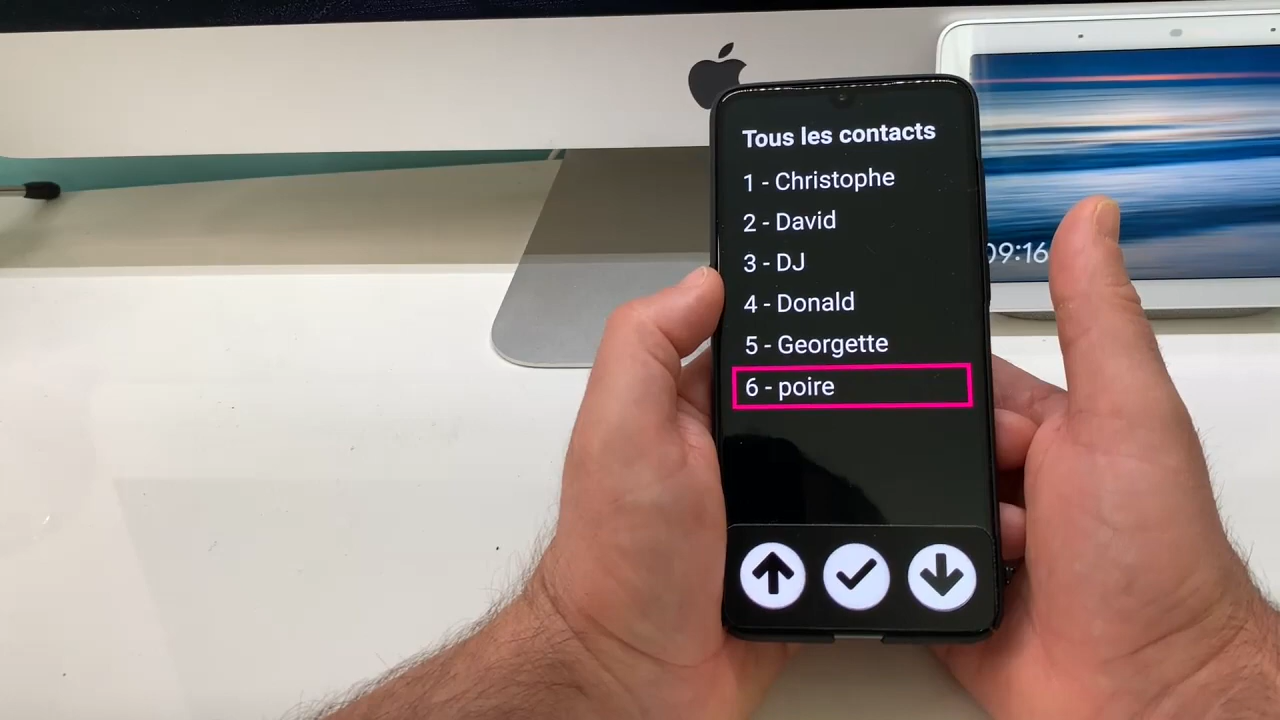 Tous les contacts
1 - Christophe
2 - David
3 - DJ
4 - Donald
5 - Georgette
6 - poire
09:16